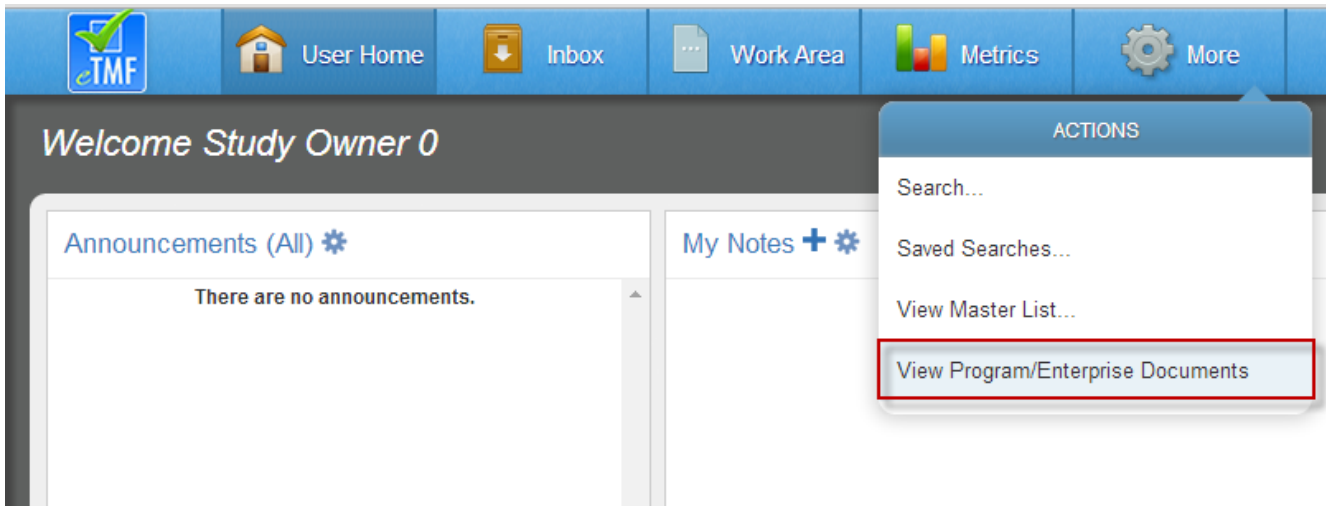 eTMF
User Home
Inbox
Work Area
Metrics
More
Welcome Study Owner 0
ACTIONS
Search...
Saved Searches...
View Master List...
View Program/Enterprise Documents
Announcements (All)
There are no announcements.
My Notes